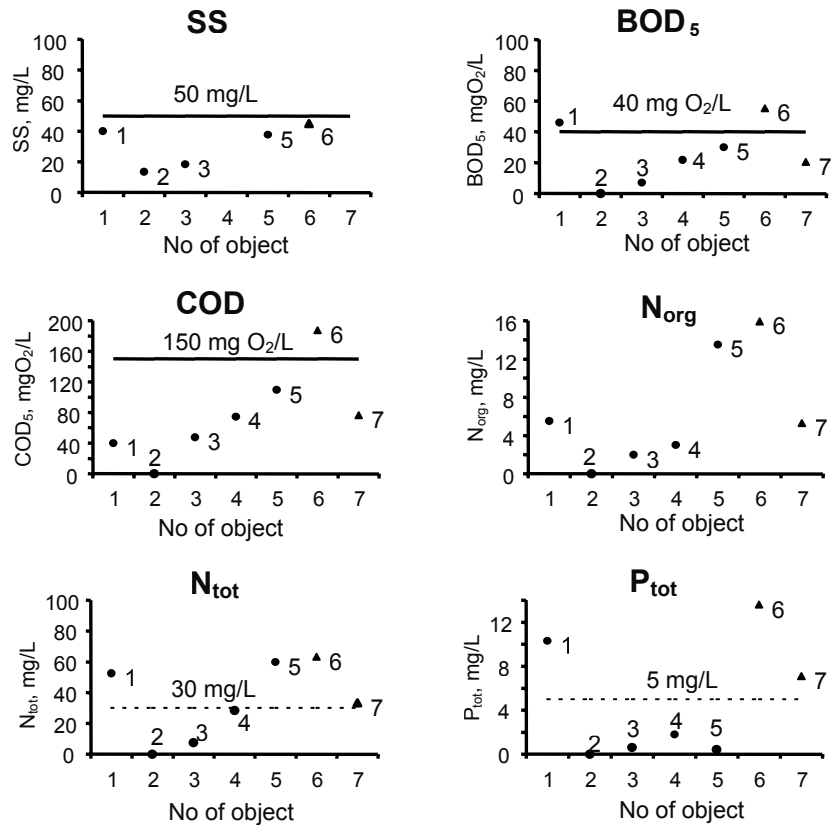 SS
SS, mg/L
100
80
60
40
20
0
50 mg/L
1
2
3
5
6
1 2 3 4 5 6 7
No of object
BOD5
BOD5, mgO2/L
100
80
60
40
20
0
40 mg O2/L
1
2
3
4
5
6
7
1 2 3 4 5 6 7
No of object
COD
COD5, mgO2/L
200
160
120
80
40
0
150 mg O2/L
1
2
3
4
5
6
7
1 2 3 4 5 6 7
No of object
Norg
Norg, mg/L
16
12
8
4
0
1
2
3
4
5
6
7
1 2 3 4 5 6 7
No of object
Ntot
Ntot, mg/L
100
80
60
40
20
0
30 mg/L
1
2
3
4
5
6
7
1 2 3 4 5 6 7
No of object
Ptot
Ptot, mg/L
12
8
4
0
5 mg/L
1
2
3
4
5
6
7
1 2 3 4 5 6 7
No of object